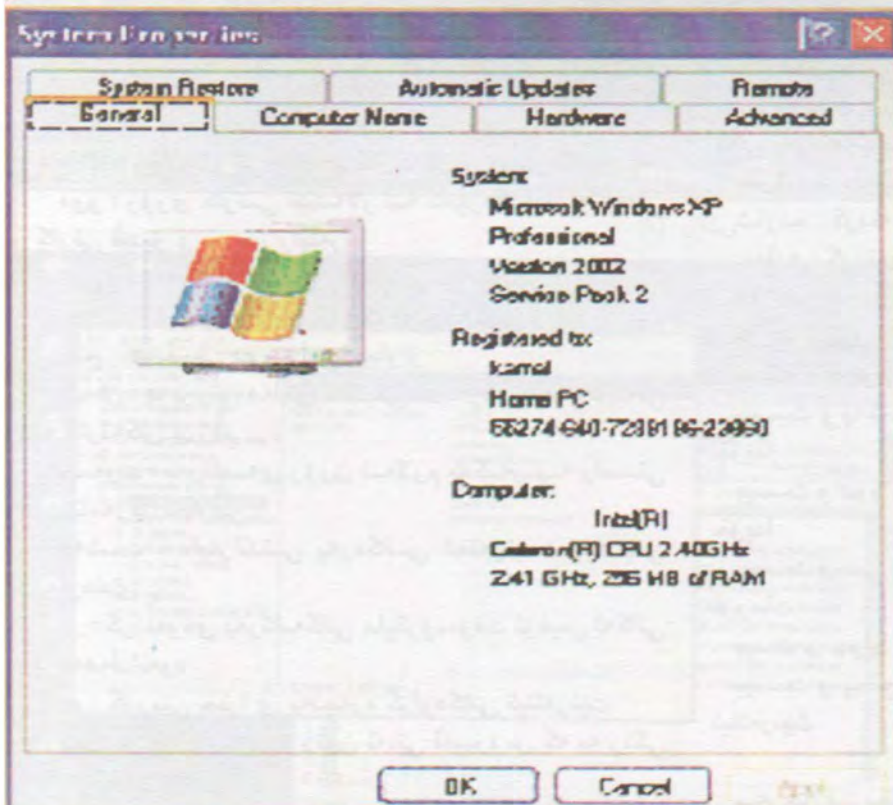 System Properties
System Restore Automatic Updates Remote
General Computer Name Hardware Advanced
System:
Microsoft Windows XP
Professional
Version 2002
Service Pack 2
Registered to:
kamal
Home PC
Computer:
Intel(R)
Celeron(R) CPU 2.40GHz
2.41 GHz, 256 MB of RAM
OK Cancel